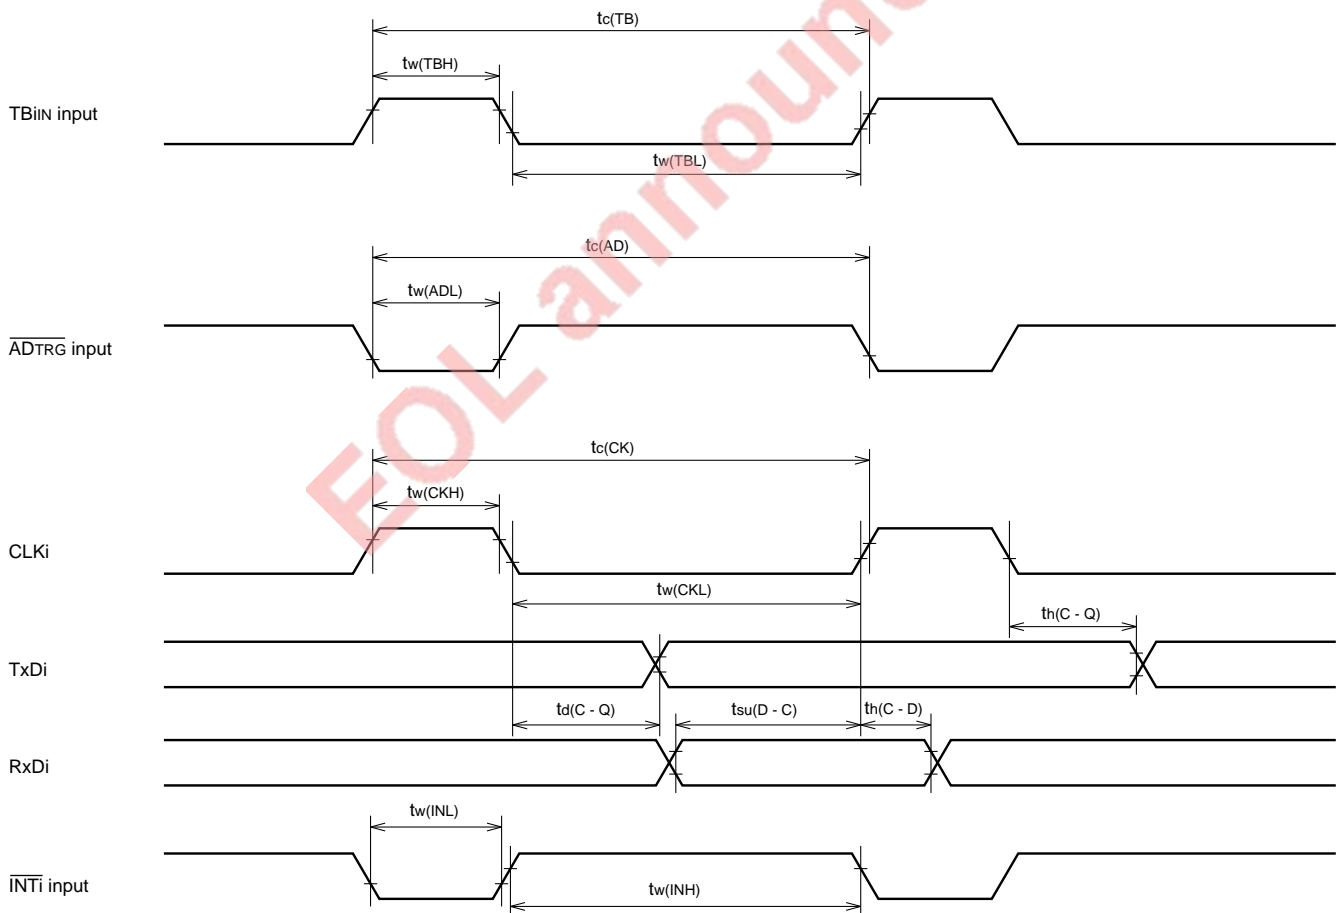 tc(TB)
tw(TBH)
TBiIN input
tw(TBL)
tc(AD)
tw(ADL)
ADTRG input
tc(CK)
tw(CKH)
CLKi
tw(CKL)
th(C - Q)
TxDi
td(C - Q)
tsu(D - C)
th(C - D)
RxDi
tw(INL)
INTi input
tw(INH)
EOL